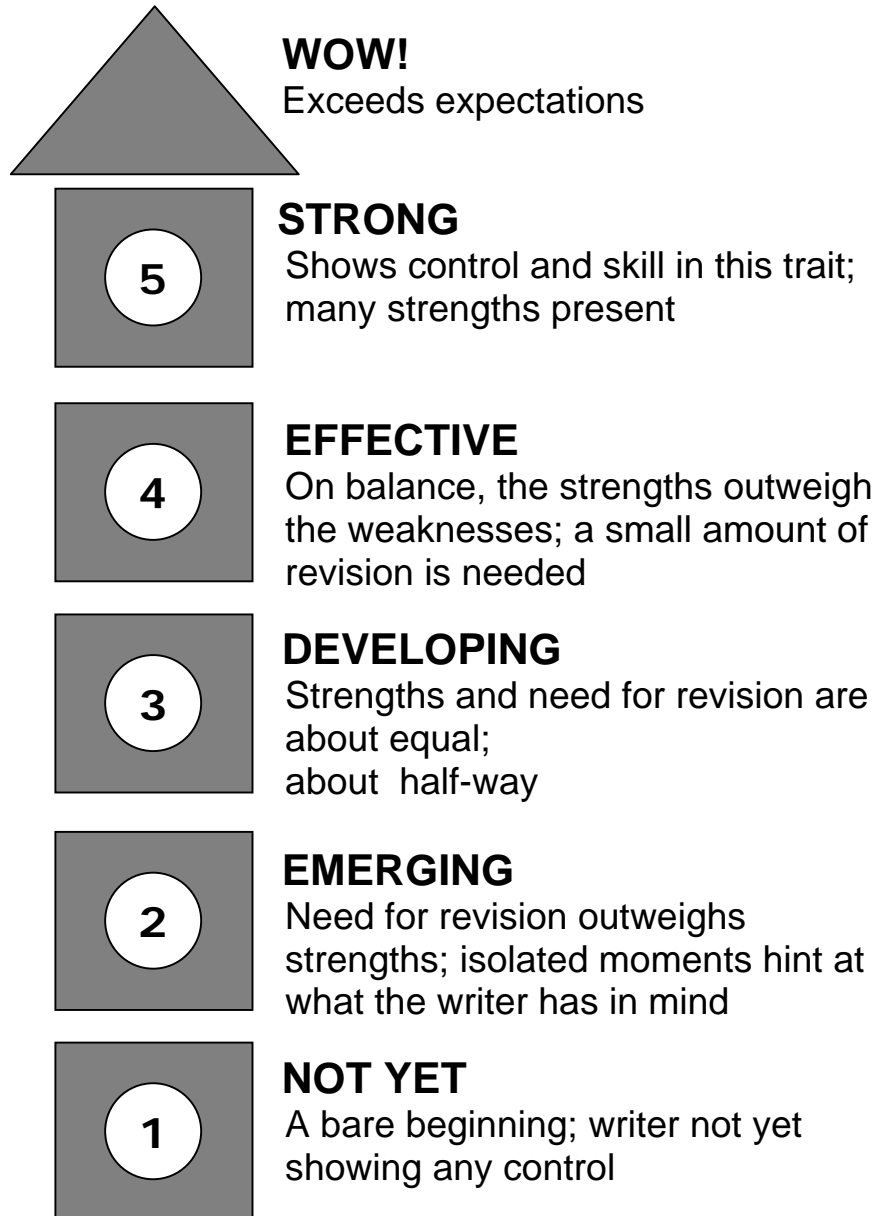 WOW!
Exceeds expectations
5
STRONG
Shows control and skill in this trait;
many strengths present
4
EFFECTIVE
On balance, the strengths outweigh
the weaknesses; a small amount of
revision is needed
3
DEVELOPING
Strengths and need for revision are
about equal;
about  half-way
2
EMERGING
Need for revision outweighs
strengths; isolated moments hint at
what the writer has in mind
1
NOT YET
A bare beginning; writer not yet
showing any control